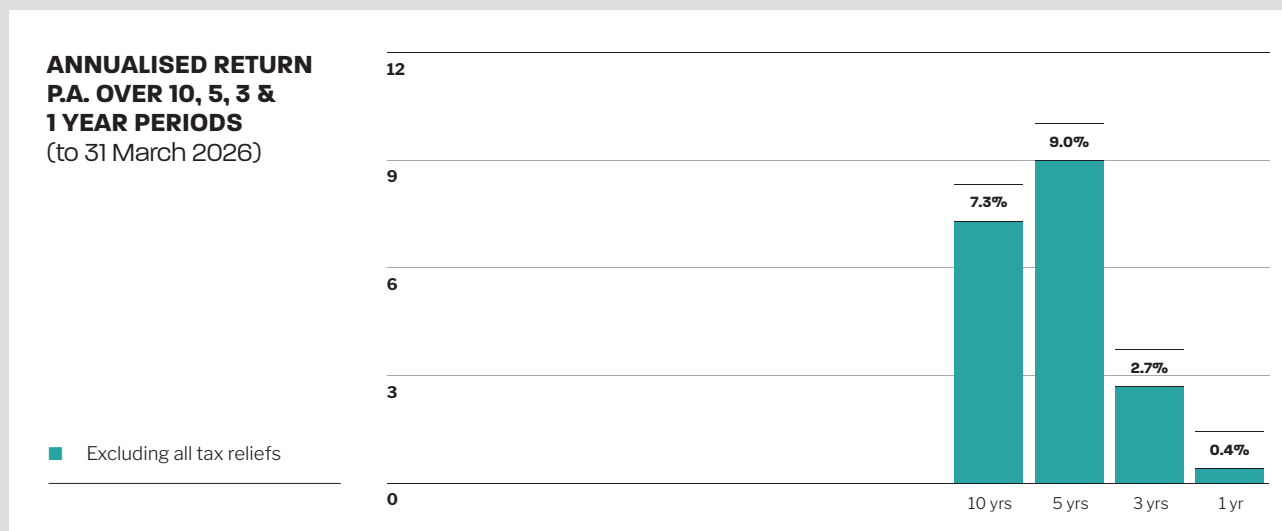 ANNUALISED RETURN
P.A. OVER 10, 5, 3 &
1 YEAR PERIODS
(to 31 March 2026)
Excluding all tax reliefs
12
9
6
3
0
7.3%
9.0%
2.7%
0.4%
10 yrs
5 yrs
3 yrs
1 yr